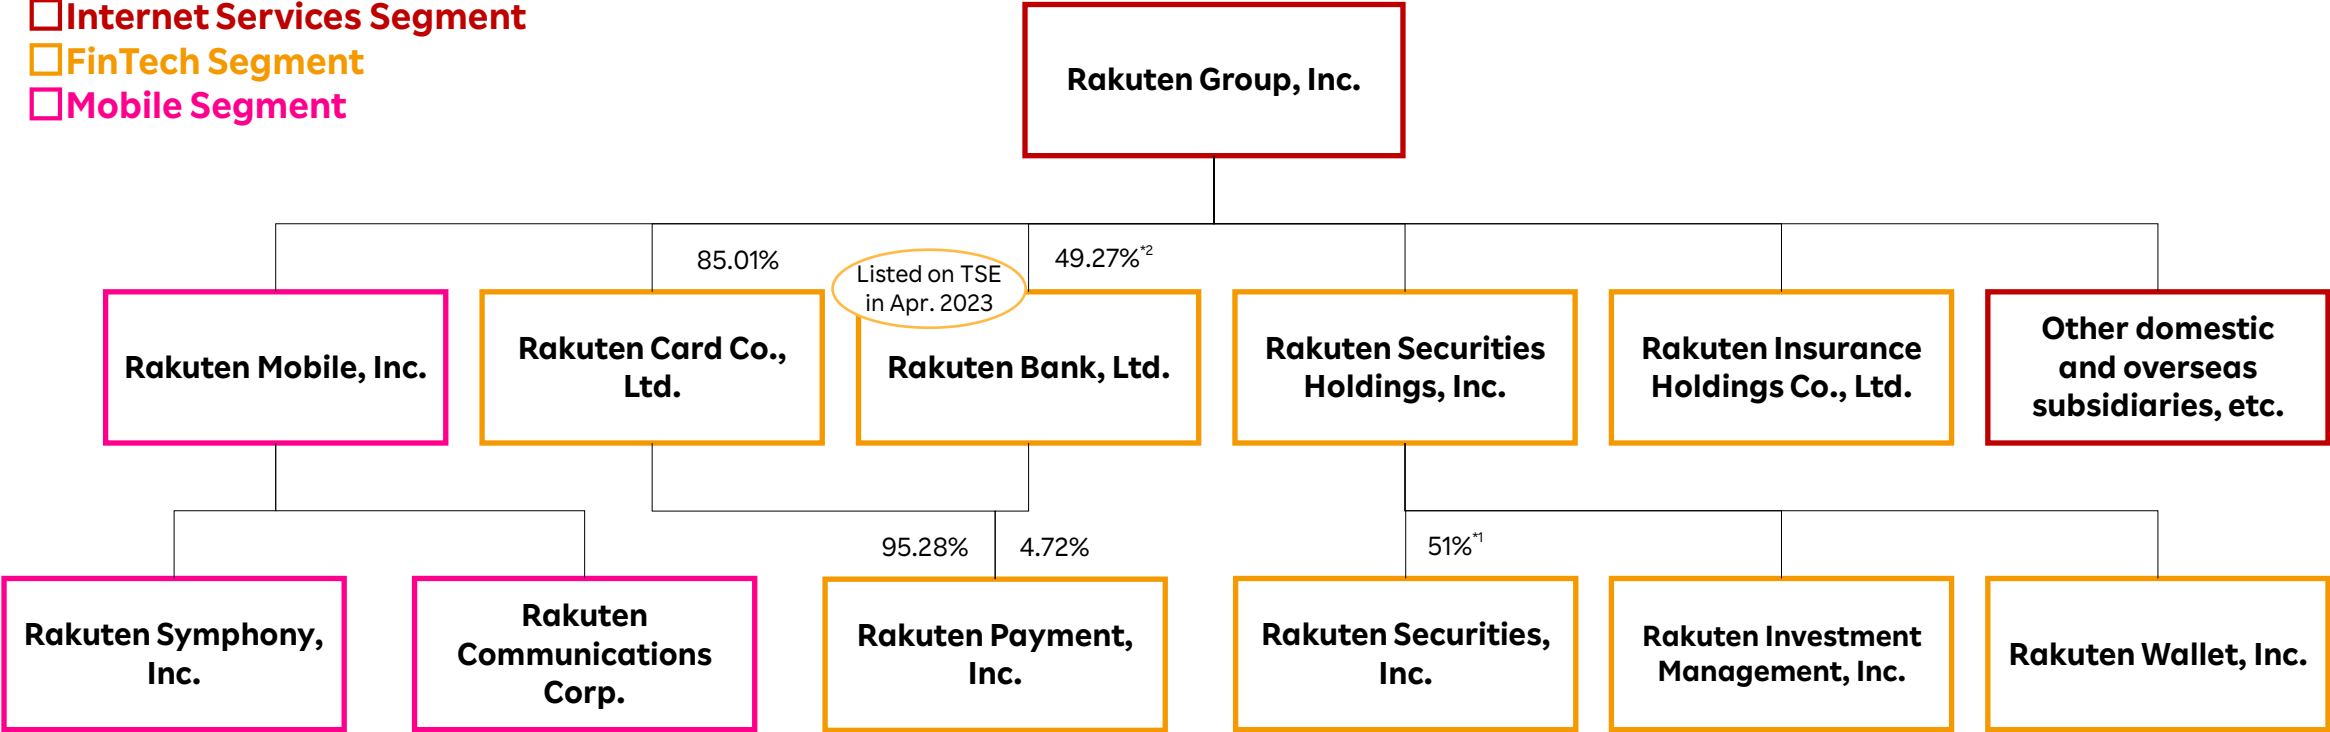 Internet Services Segment
FinTech Segment
Mobile Segment
Rakuten Group, Inc.
85.01%
Listed on TSE
in Apr. 2023
49.27%*2
Rakuten Mobile, Inc.
Rakuten Card Co.,
Ltd.
Rakuten Bank, Ltd.
Rakuten Securities
Holdings, Inc.
Rakuten Insurance
Holdings Co., Ltd.
Other domestic
and overseas
subsidiaries, etc.
95.28%
4.72%
51%*1
Rakuten Symphony,
Inc.
Rakuten
Communications
Corp.
Rakuten Payment,
Inc.
Rakuten Securities,
Inc.
Rakuten Investment
Management, Inc.
Rakuten Wallet, Inc.